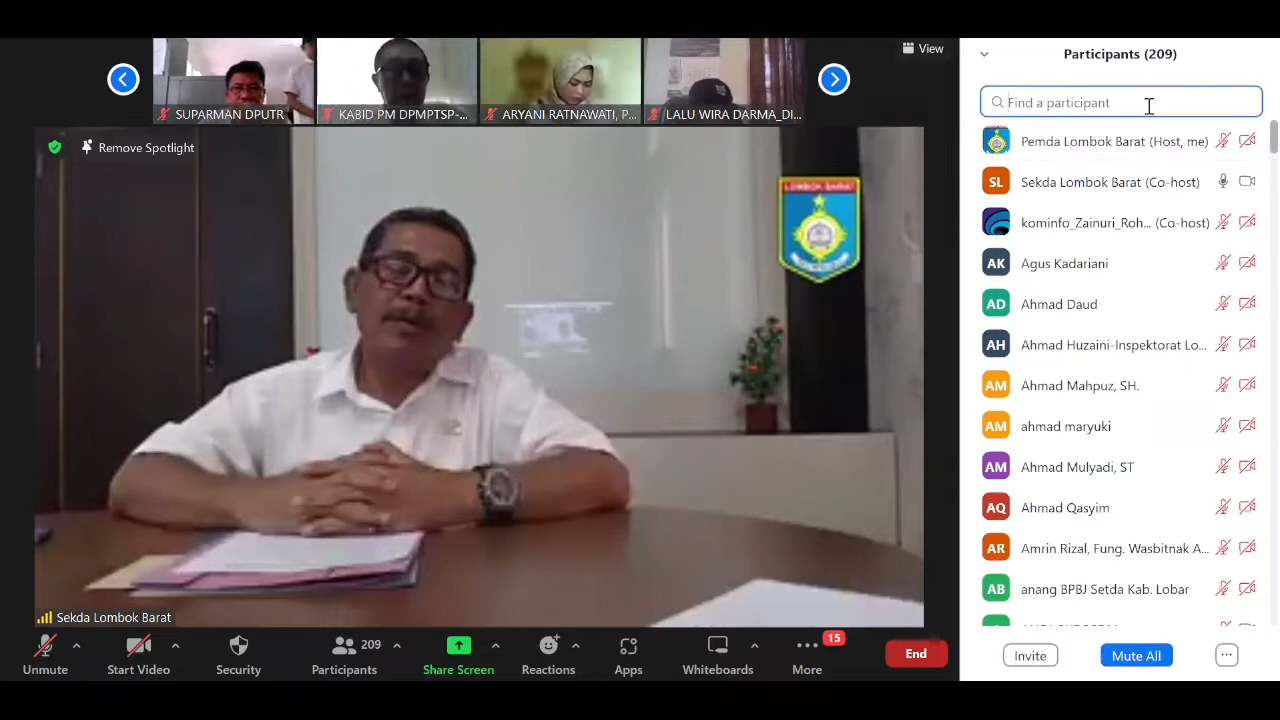 View
SUPARMAN DPUTR
KABID PM DPMPTSP-...
ARYANI RATNAWATI, P...
LALU WIRA DARMA_DI...
Remove Spotlight
LOMBOK BARAT
Sekda Lombok Barat
Unmute
Start Video
Security
209
Participants
Share Screen
Reactions
Apps
Whiteboards
15
More
End
Participants (209)
Find a participant
Pemda Lombok Barat (Host, me)
SL Sekda Lombok Barat (Co-host)
kominfo_Zainuri_Roh... (Co-host)
AK Agus Kadariani
AD Ahmad Daud
AH Ahmad Huzaini-Inspektorat Lo...
AM Ahmad Mahpuz, SH.
AM ahmad maryuki
AM Ahmad Mulyadi, ST
AQ Ahmad Qasyim
AR Amrin Rizal, Fung. Wasbitnak A...
AB anang BPBJ Setda Kab. Lobar
Invite
Mute All